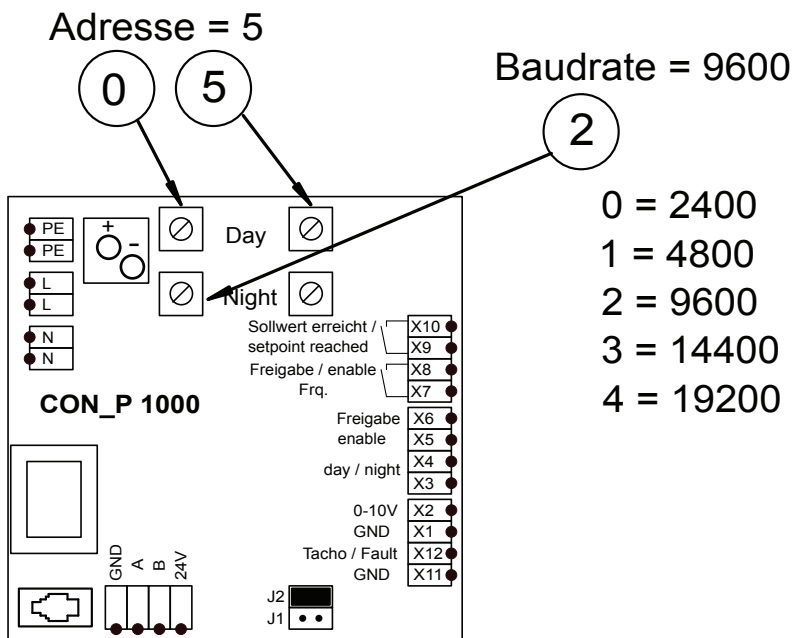 Adresse = 5
0 5
Baudrate = 9600
2
0 = 2400
1 = 4800
2 = 9600
3 = 14400
4 = 19200
PE
PE
+
-
Day
L
L
Night
N
N
Sollwert erreicht /
setpoint reached
X10
X9
Freigabe / enable
Frq.
X8
X7
CON_P 1000
Freigabe
enable
X6
X5
day / night
X4
X3
0-10V X2
GND X1
Tacho / Fault X12
GND X11
GND A B 24V
J2
J1